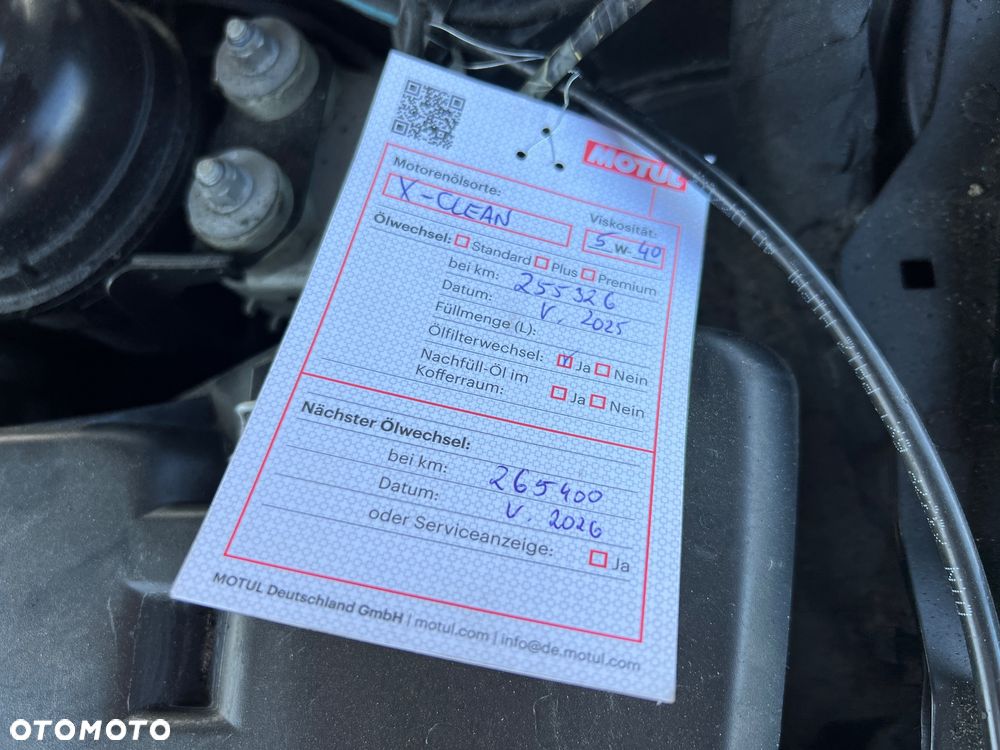 MOTUL
Motorenölsorte:
X-CLEAN
Viskosität:
5 W- 40
Ölwechsel: Standard Plus Premium
bei km: 255326
Datum: V. 2025
Füllmenge (L):
Ölfilterwechsel: Ja Nein
Nachfüll-Öl im
Kofferraum: Ja Nein
Nächster Ölwechsel:
bei km: 265400
Datum: V. 2026
oder Serviceanzeige: Ja
MOTUL Deutschland GmbH | motul.com | info@de.motul.com
OTOMOTO